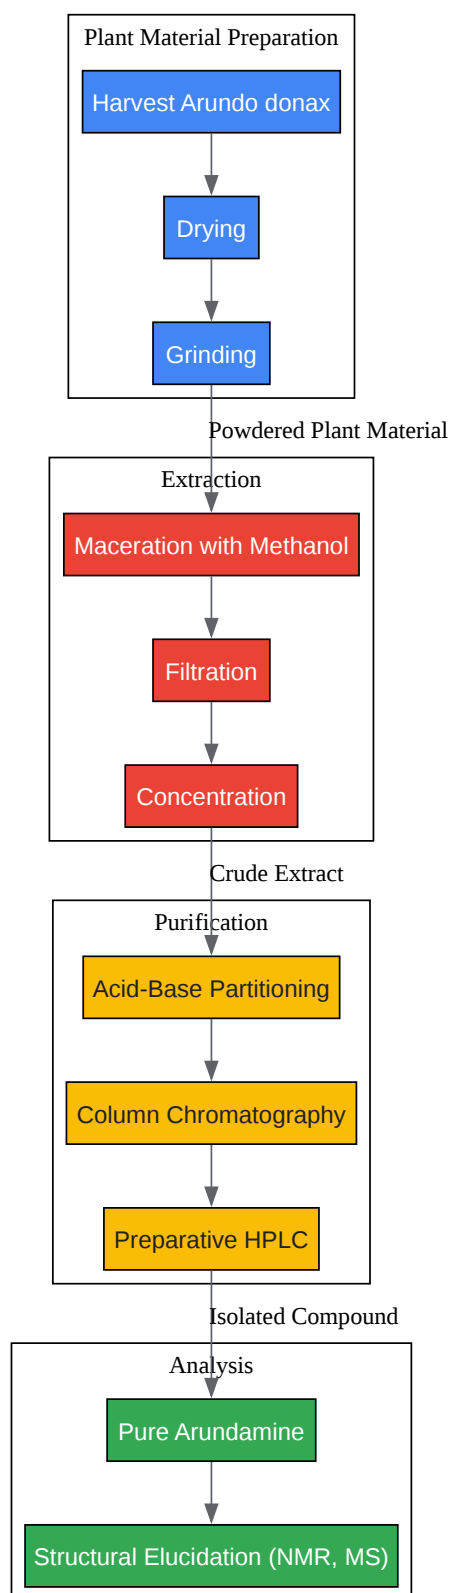 Plant Material Preparation
Harvest Arundo donax
Drying
Grinding
Powdered Plant Material
Extraction
Maceration with Methanol
Filtration
Concentration
Crude Extract
Purification
Acid-Base Partitioning
Column Chromatography
Preparative HPLC
Isolated Compound
Analysis
Pure Arundamine
Structural Elucidation (NMR, MS)